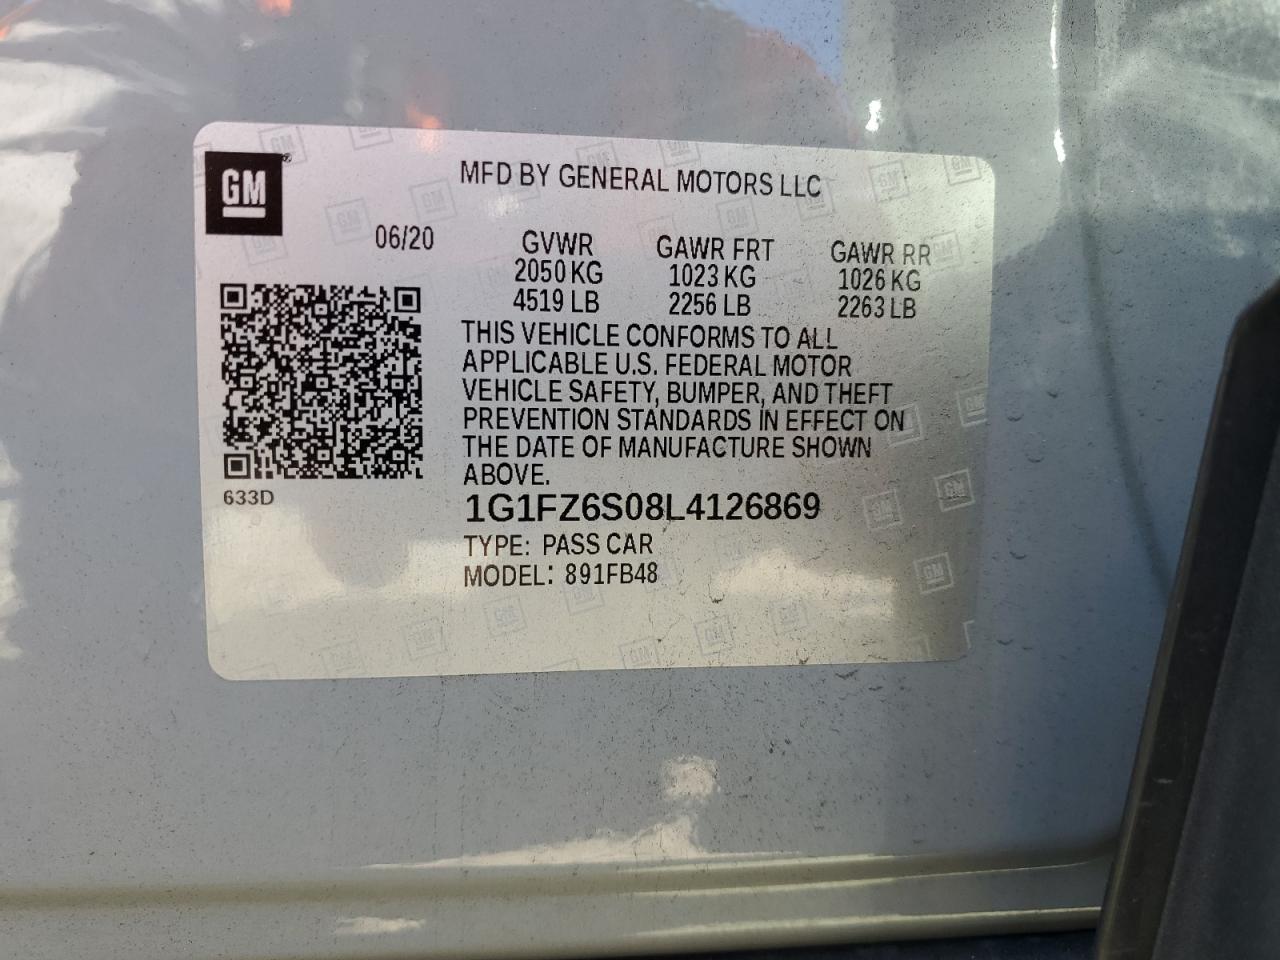 GM
MFD BY GENERAL MOTORS LLC
06/20
GVWR GAWR FRT GAWR RR
2050 KG 1023 KG 1026 KG
4519 LB 2256 LB 2263 LB
THIS VEHICLE CONFORMS TO ALL
APPLICABLE U.S. FEDERAL MOTOR
VEHICLE SAFETY, BUMPER, AND THEFT
PREVENTION STANDARDS IN EFFECT ON
THE DATE OF MANUFACTURE SHOWN
ABOVE.
633D
1G1FZ6S08L4126869
TYPE: PASS CAR
MODEL: 891FB48